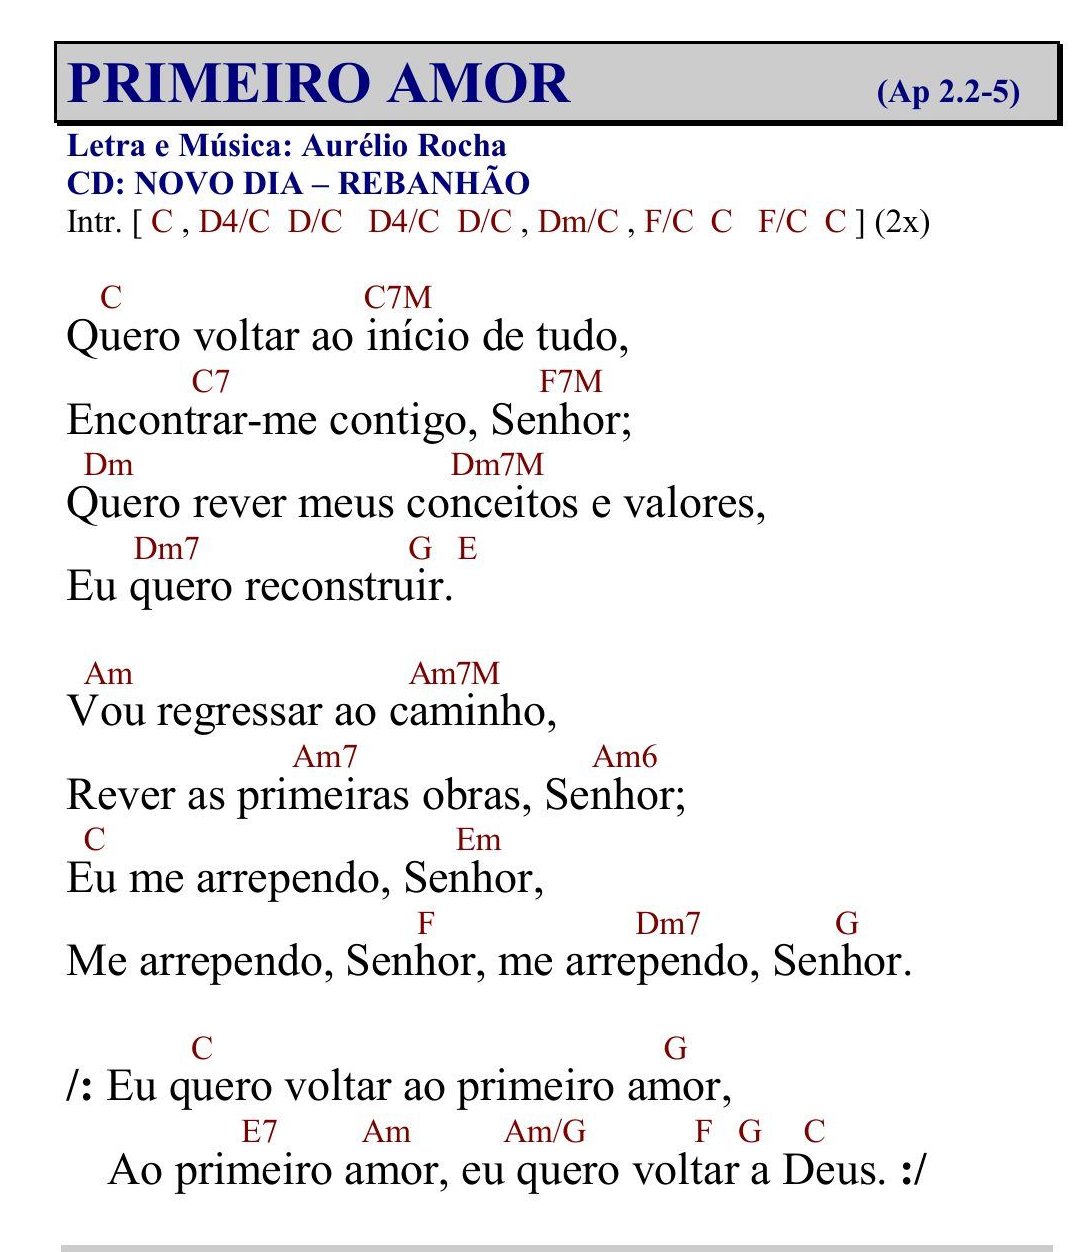 PRIMEIRO AMOR (Ap 2.2-5)
Letra e Música: Aurélio Rocha
CD: NOVO DIA – REBANHÃO
Intr. [ C , D4/C D/C D4/C D/C , Dm/C , F/C C F/C C ] (2x)
C C7M
Quero voltar ao início de tudo,
C7 F7M
Encontrar-me contigo, Senhor;
Dm Dm7M
Quero rever meus conceitos e valores,
Dm7 G E
Eu quero reconstruir.
Am Am7M
Vou regressar ao caminho,
Am7 Am6
Rever as primeiras obras, Senhor;
C Em
Eu me arrependo, Senhor,
F Dm7 G
Me arrependo, Senhor, me arrependo, Senhor.
C G
/: Eu quero voltar ao primeiro amor,
E7 Am Am/G F G C
Ao primeiro amor, eu quero voltar a Deus. :/